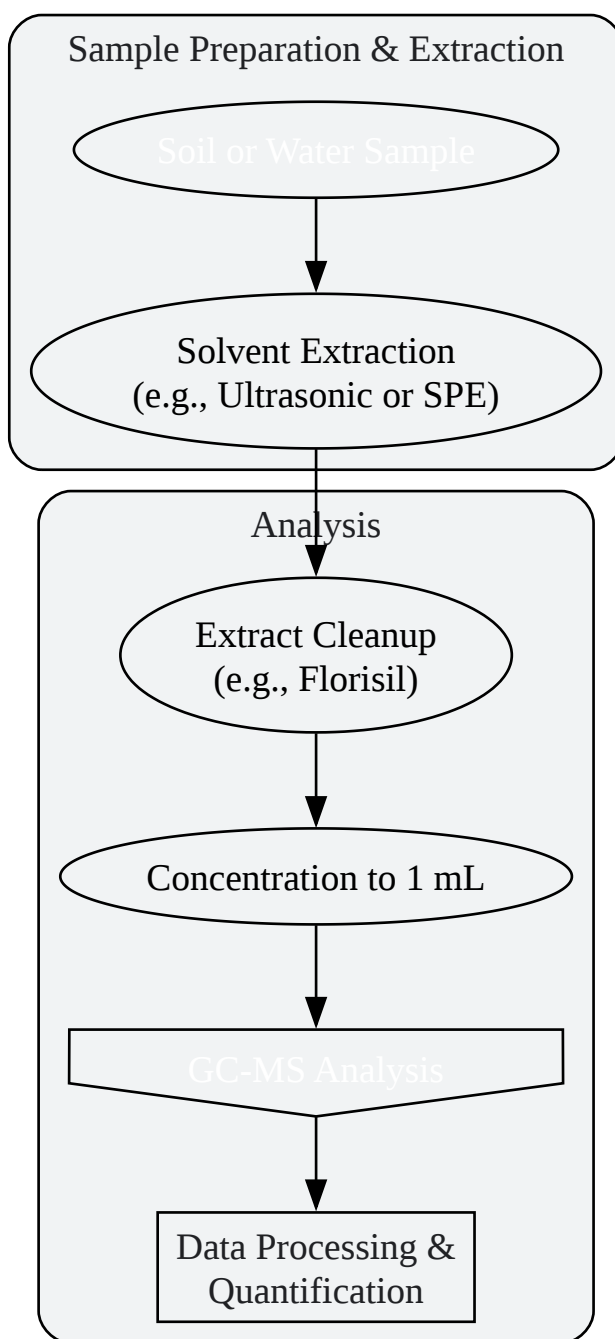 Sample Preparation & Extraction
Soil or Water Sample
Solvent Extraction
(e.g., Ultrasonic or SPE)
Analysis
Extract Cleanup
(e.g., Florisil)
Concentration to 1 mL
GC-MS Analysis
Data Processing &
Quantification